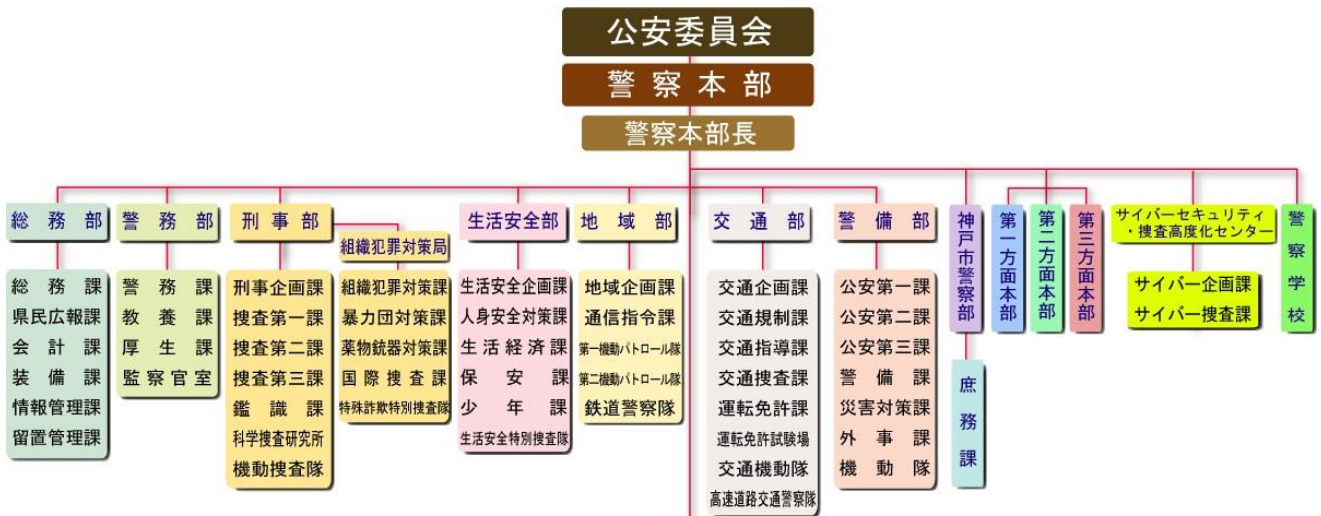 公安委員会
警察本部
警察本部長
総務部
総務課
県民広報課
会計課
装備課
情報管理課
留置管理課
警務部
警務課
教養課
厚生課
監察官室
刑事部
刑事企画課
捜査第一課
捜査第二課
捜査第三課
鑑識課
科学捜査研究所
機動捜査隊
組織犯罪対策局
組織犯罪対策課
暴力団対策課
薬物銃器対策課
国際捜査課
特殊詐欺特別捜査隊
生活安全部
生活安全企画課
人身安全対策課
生活経済課
保安課
少年課
生活安全特別捜査隊
地域部
地域企画課
通信指令課
第一機動パトロール隊
第二機動パトロール隊
鉄道警察隊
交通部
交通企画課
交通規制課
交通指導課
交通捜査課
運転免許課
運転免許試験場
交通機動隊
高速道路交通警察隊
警備部
公安第一課
公安第二課
公安第三課
警備課
災害対策課
外事課
機動隊
神戸市警察部
庶務課
第一方面本部
第二方面本部
第三方面本部
サイバーセキュリティ
・捜査高度化センター
サイバー企画課
サイバー捜査課
警察学校